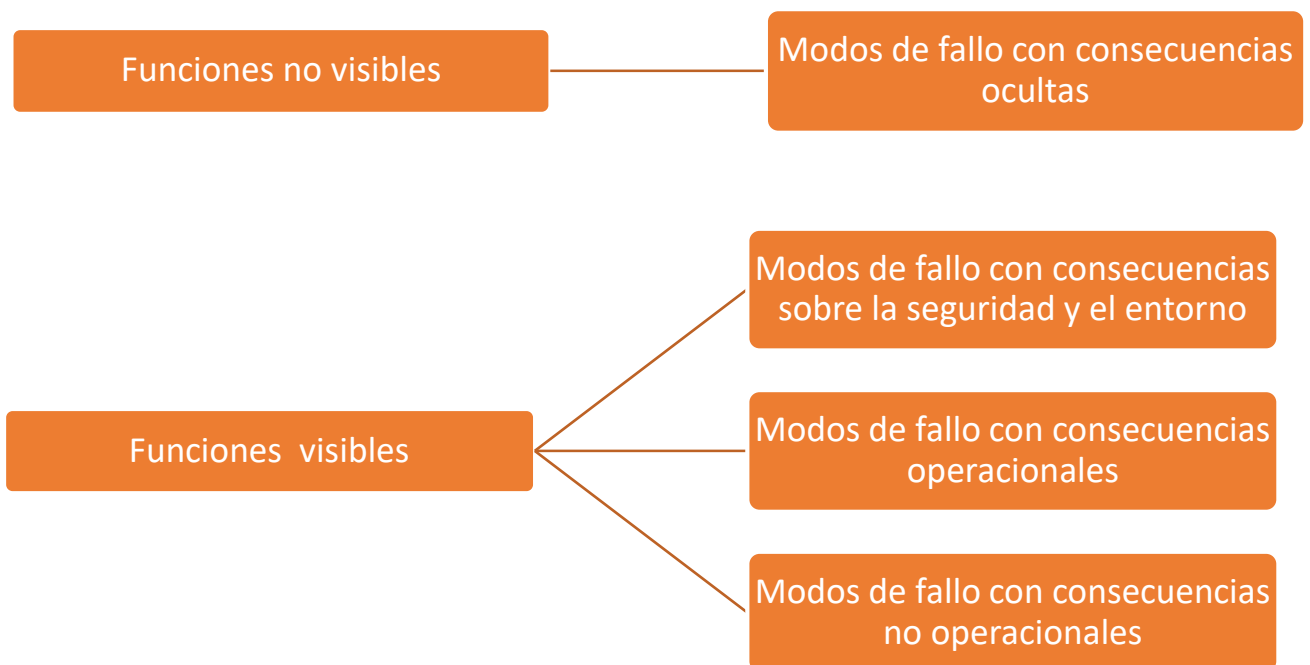 Funciones no visibles
Modos de fallo con consecuencias
ocultas
Modos de fallo con consecuencias
sobre la seguridad y el entorno
Funciones  visibles
Modos de fallo con consecuencias
operacionales
Modos de fallo con consecuencias
no operacionales